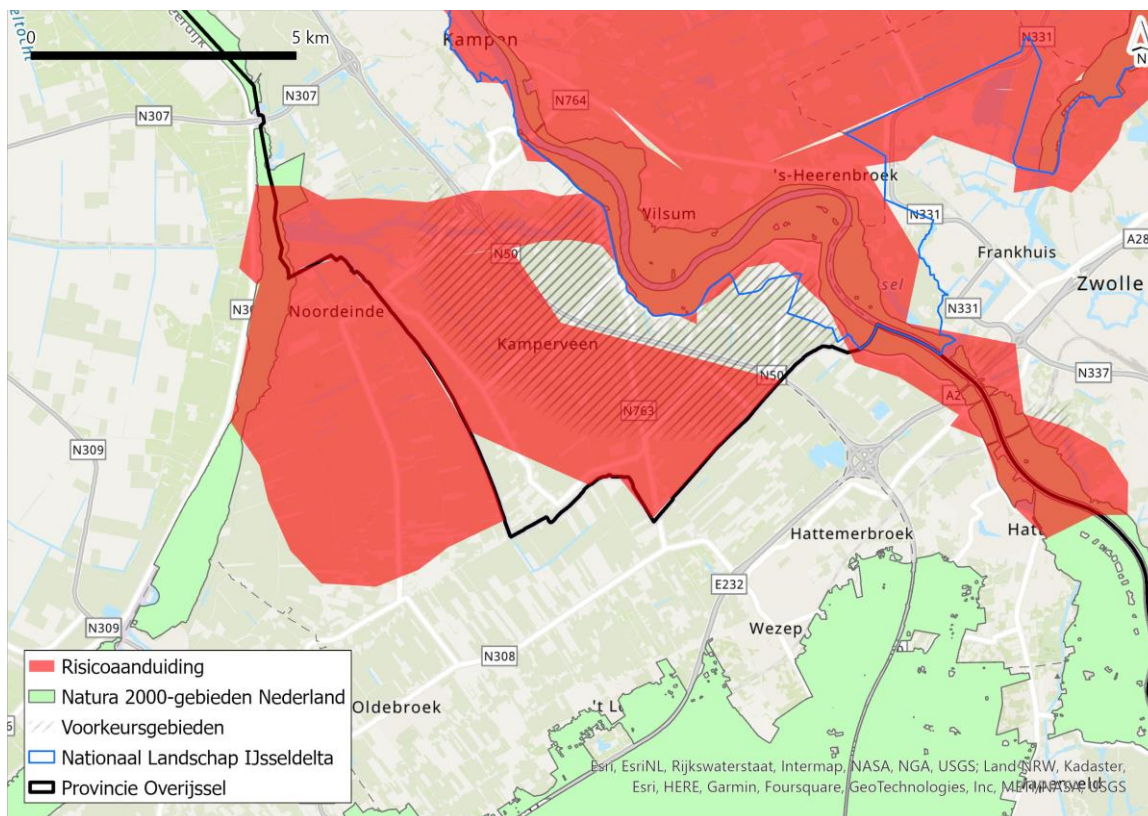 eltocht
0
5 km
Kampen
N331
N
N307
N307
N764
's-Heerenbroek
Wilsum
N331
A28
Frankhuis
N50
Zwolle
Noordeinde
N331
Kamperveen
N50
N337
N763
N309
Hattemerbroek
E232
N309
Wezep
N308
Oldebroek
Risicoaanduiding
Natura 2000-gebieden Nederland
Voorkeursgebieden
Nationaal Landschap IJsseldelta
Provincie Overijssel
Esri, EsriNL, Rijkswaterstaat, Intermap, NASA, NGA, USGS; Land NRW, Kadaster,
Esri, HERE, Garmin, Foursquare, GeoTechnologies, Inc, METI/NASA, USGS